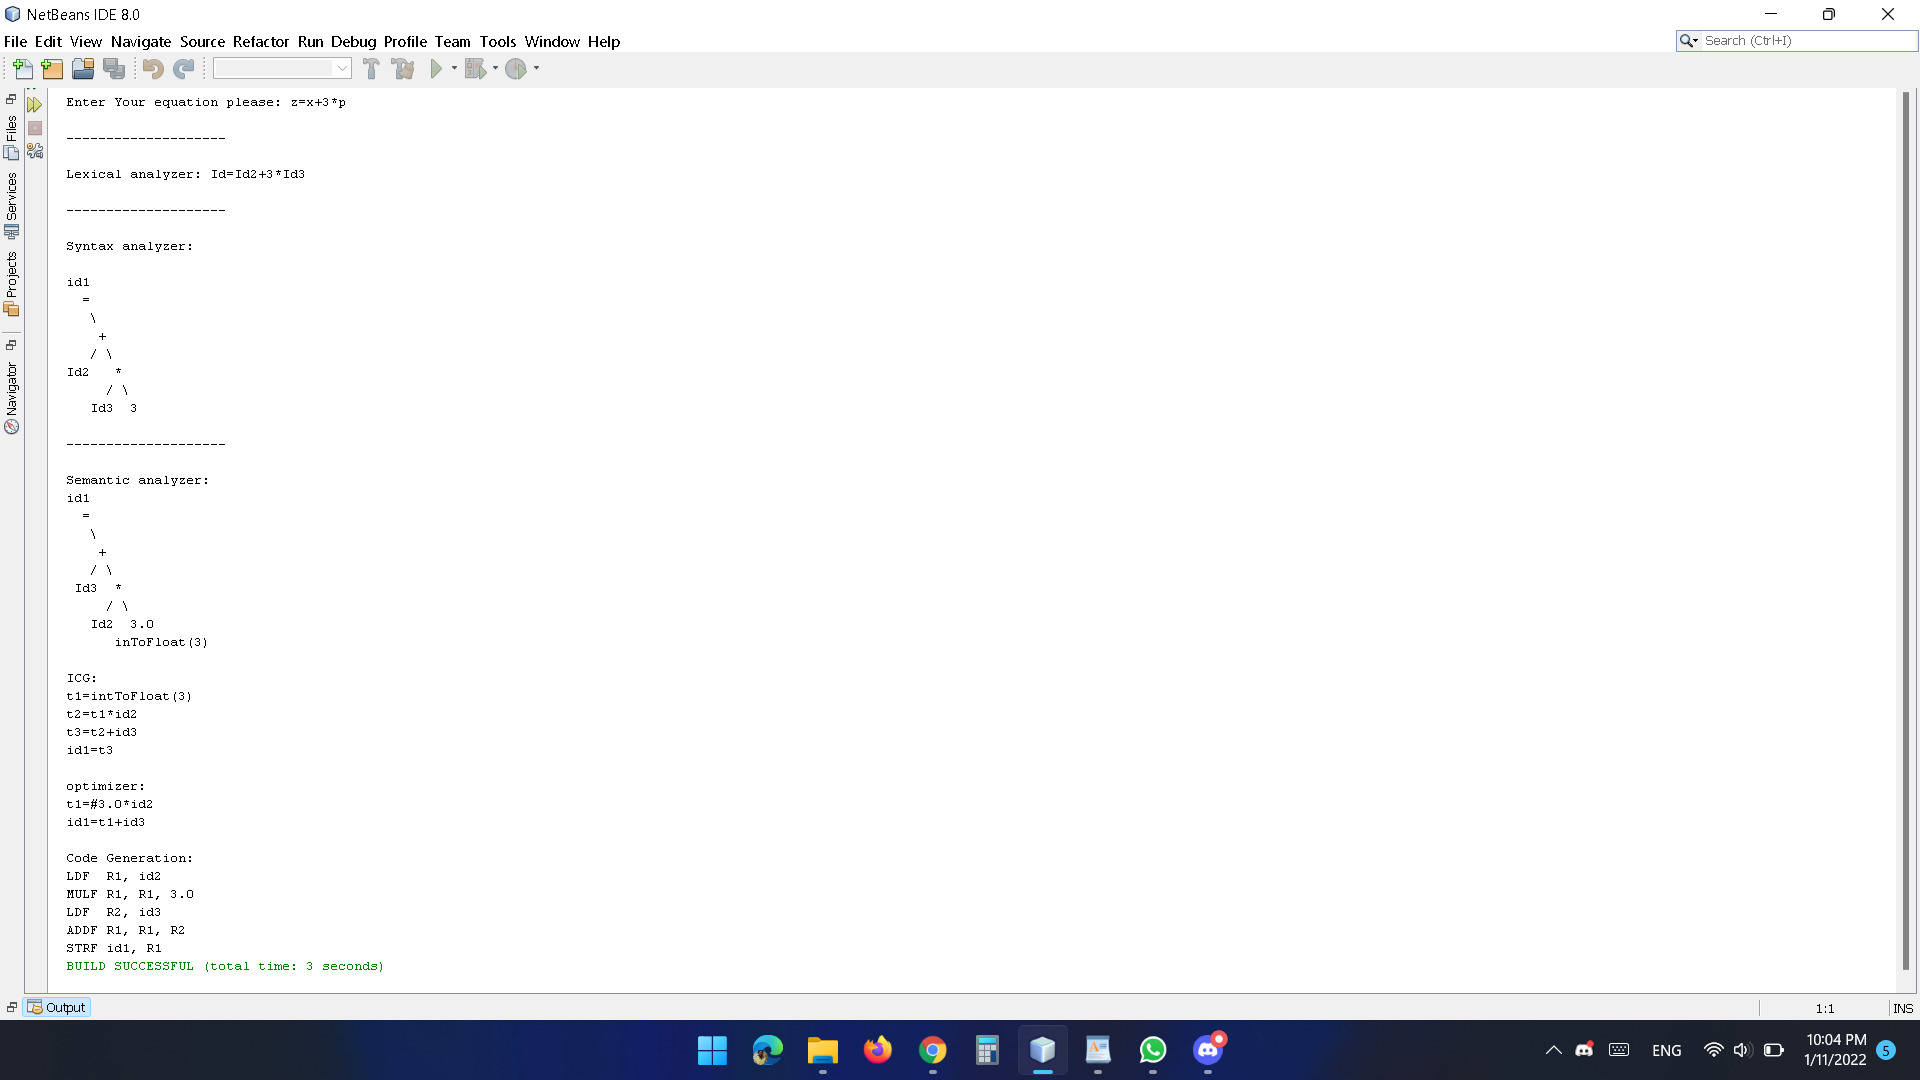 NetBeans IDE 8.0
File Edit View Navigate Source Refactor Run Debug Profile Team Tools Window Help
Search (Ctrl+I)
Files
Services
Projects
Navigator
Enter Your equation please: z=x+3*p
--------------------
Lexical analyzer: Id=Id2+3*Id3
--------------------
Syntax analyzer:
id1
=
\
+
/ \
Id2 *
/ \
Id3 3
--------------------
Semantic analyzer:
id1
=
\
+
/ \
Id3 *
/ \
Id2 3.0
inToFloat(3)
ICG:
t1=intToFloat(3)
t2=t1*id2
t3=t2+id3
id1=t3
optimizer:
t1=#3.0*id2
id1=t1+id3
Code Generation:
LDF R1, id2
MULF R1, R1, 3.0
LDF R2, id3
ADDF R1, R1, R2
STRF id1, R1
BUILD SUCCESSFUL (total time: 3 seconds)
Output
1:1
INS
ENG
10:04 PM
1/11/2022
5